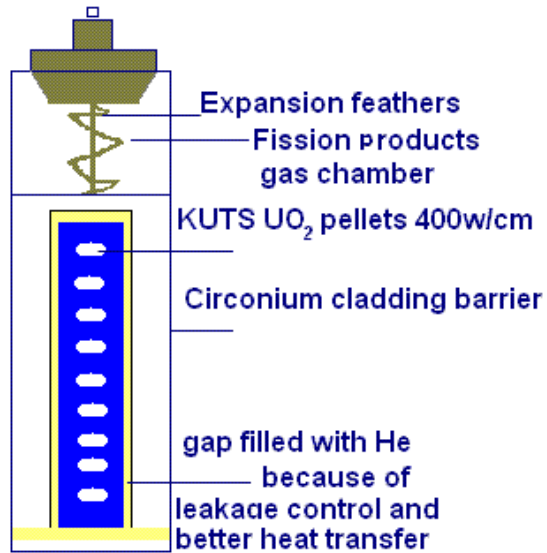 Expansion feathers
Fission products
gas chamber
KUTS UO₂ pellets 400w/cm
Circonium cladding barrier
gap filled with He
because of
leakage control and
better heat transfer